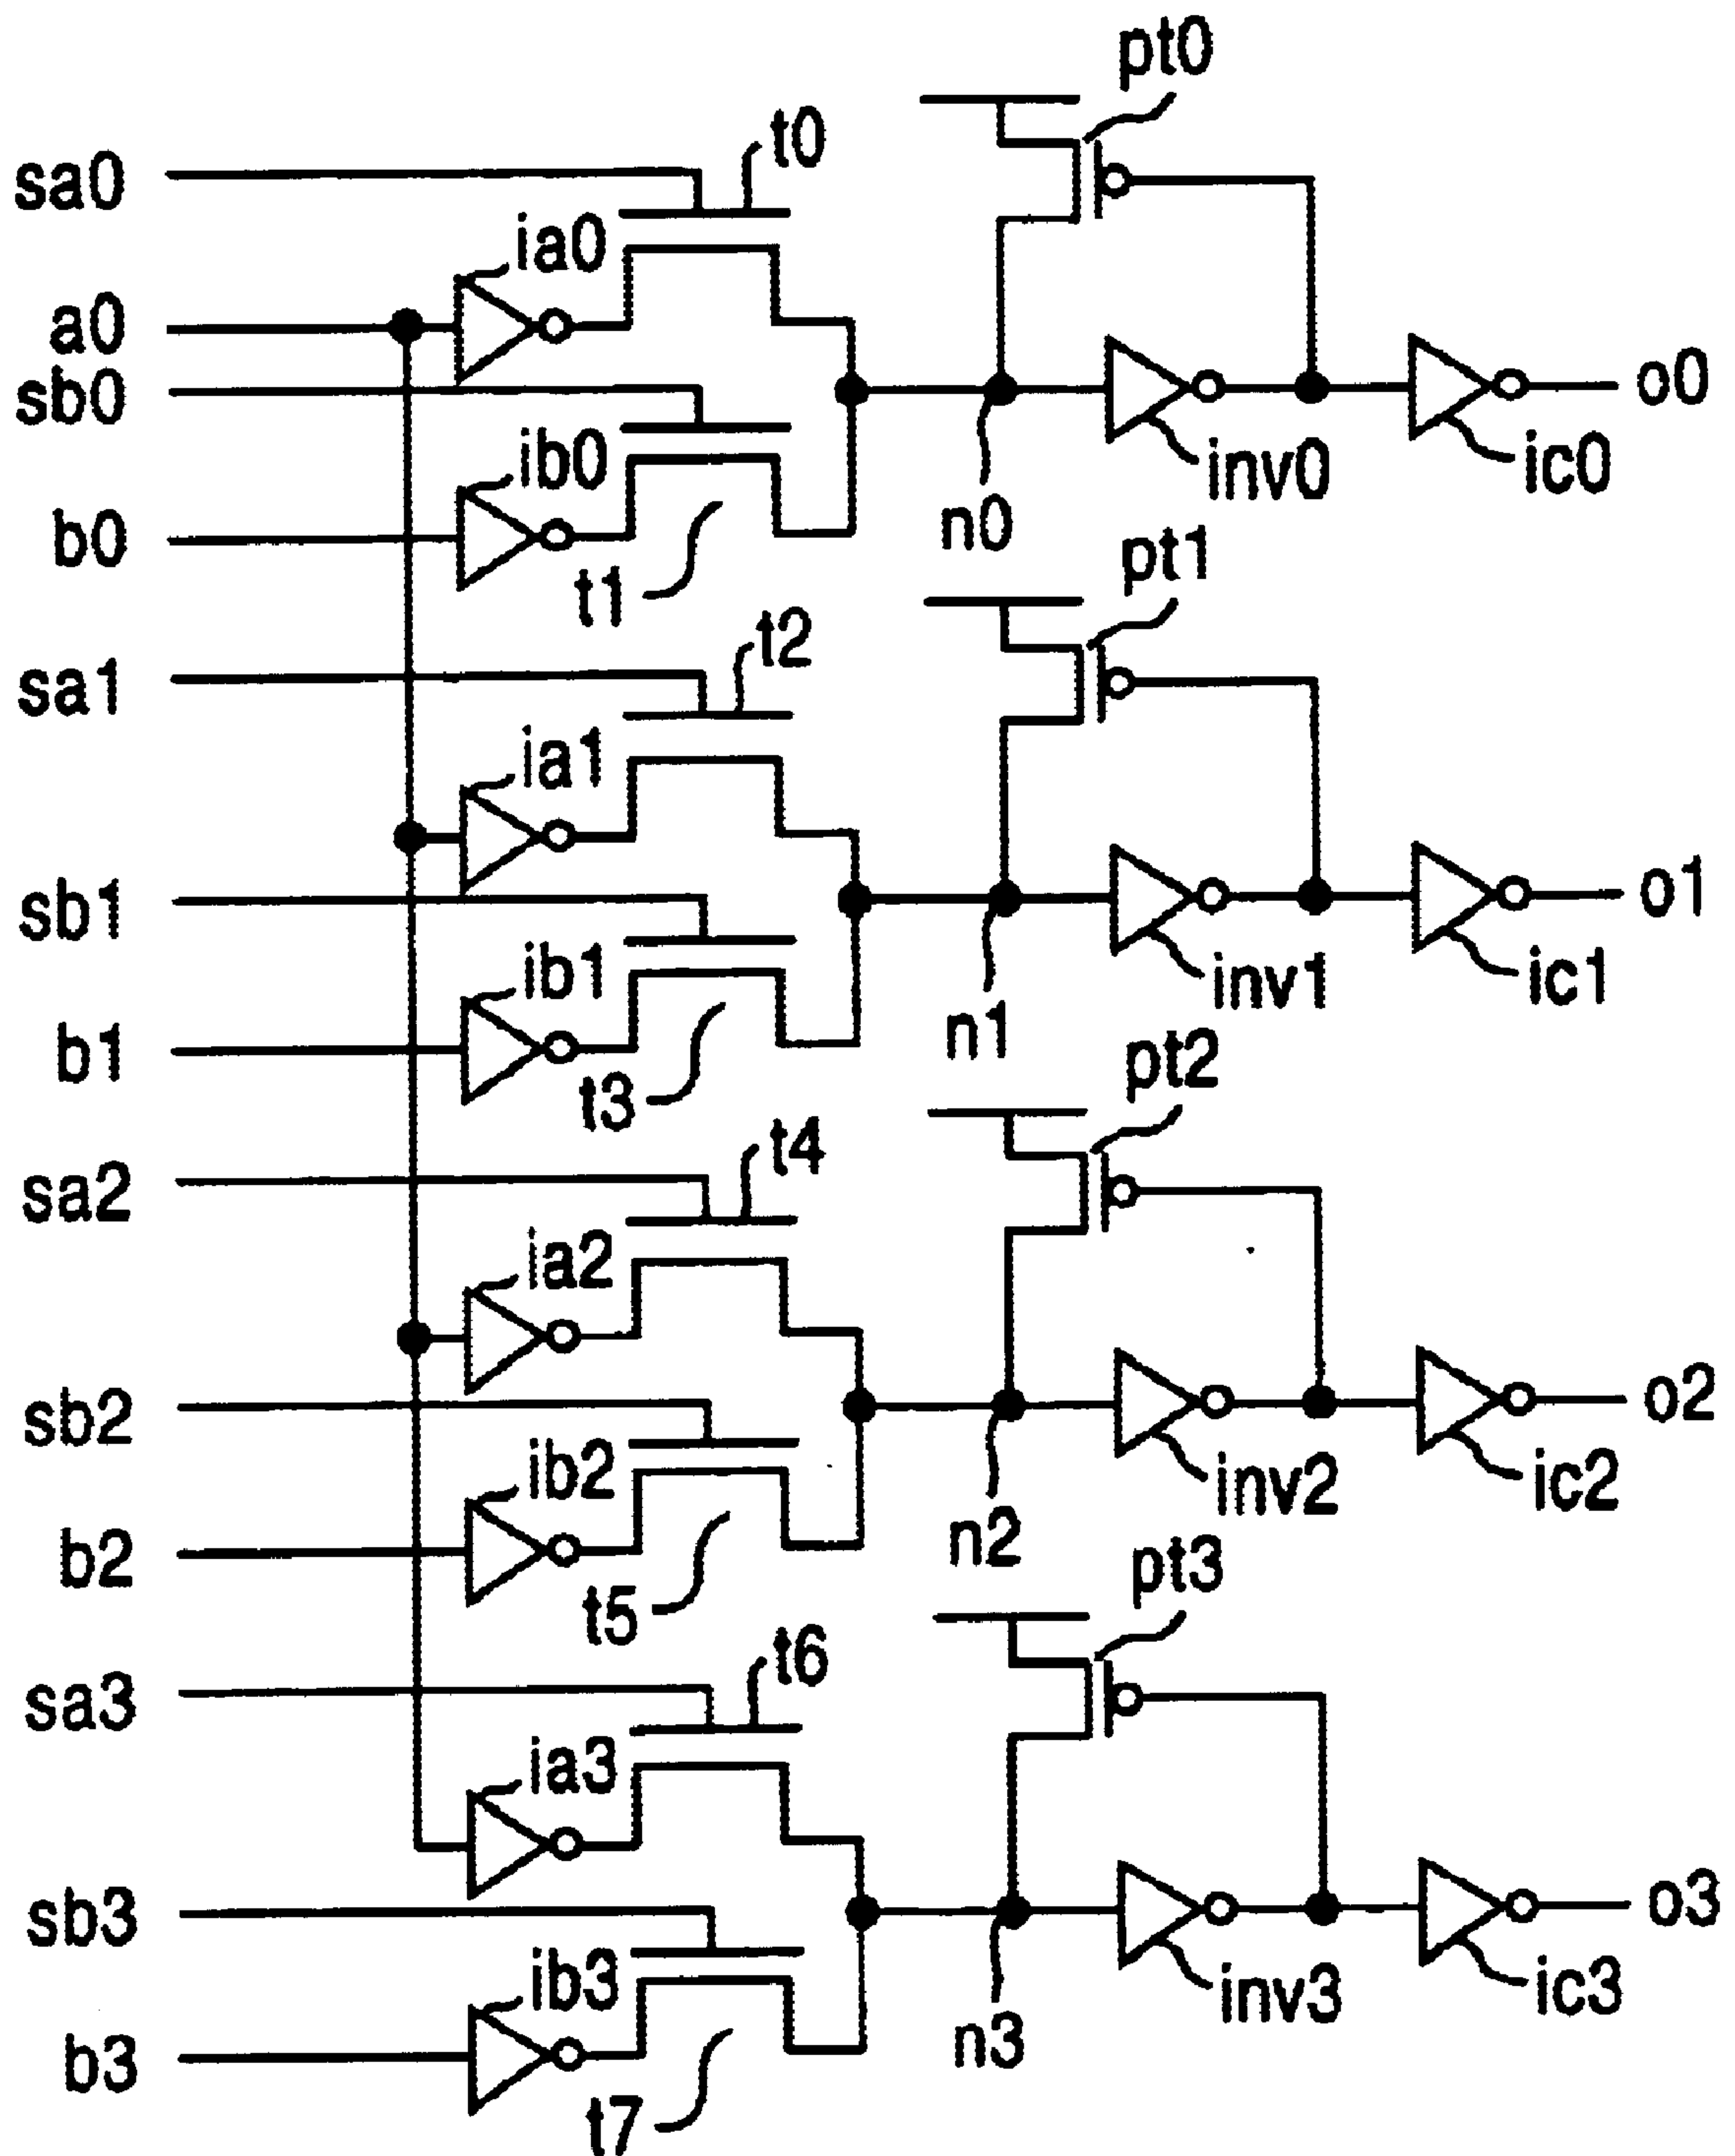 pt0
t0
sa0
ia0
a0
o0
sb0
ib0
inv0
ic0
n0
b0
pt1
t1
t2
sa1
ia1
o1
sb1
ib1
inv1
ic1
n1
b1
pt2
t3
t4
sa2
ia2
o2
sb2
ib2
inv2
ic2
n2
b2
pt3
t5
t6
sa3
ia3
o3
sb3
ib3
inv3
ic3
n3
b3
t7